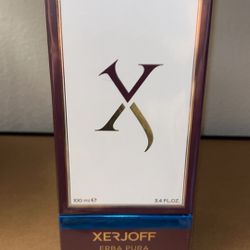 X
100 ml ℮ 3.4 FL.OZ.
XERJOFF
ERBA PURA